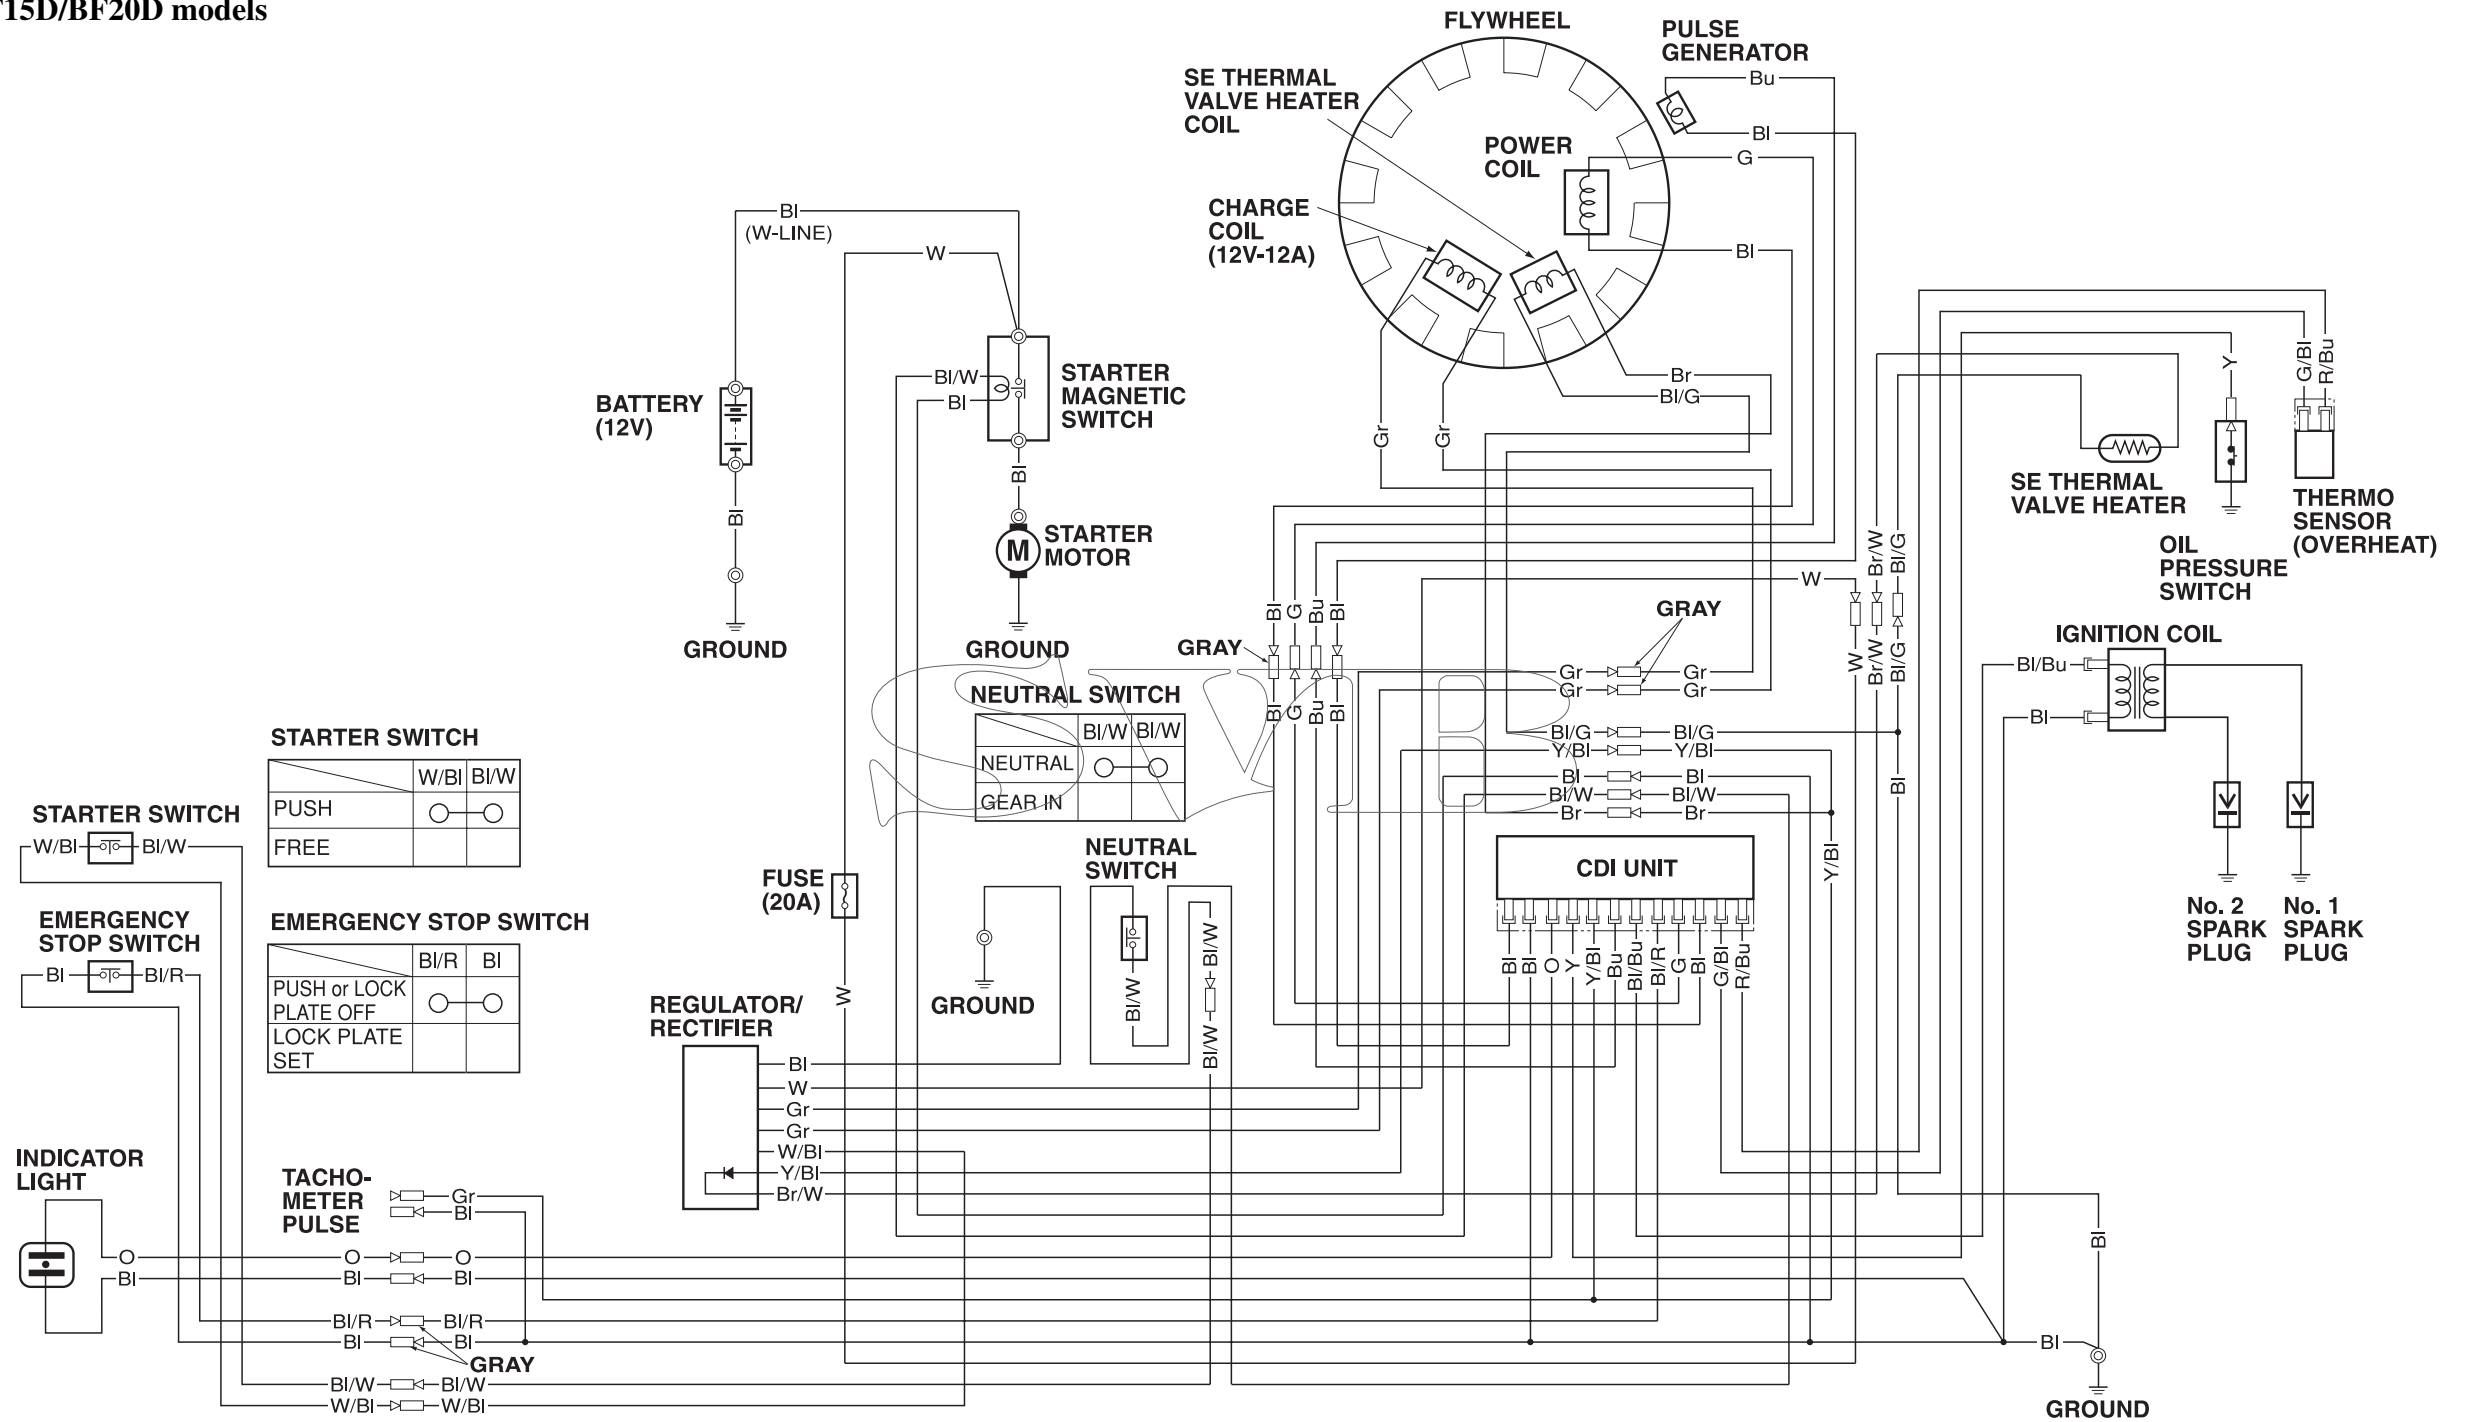 F15D/BF20D models
FLYWHEEL
PULSE
GENERATOR
Bu
Bl
SE THERMAL
VALVE HEATER
COIL
POWER
COIL
G
Bl
CHARGE
COIL
(12V-12A)
Br
Bl/G
Gr
Gr
Bl
(W-LINE)
W
BATTERY
(12V)
Bl
GROUND
Bl/W
Bl
STARTER
MAGNETIC
SWITCH
Bl
M
STARTER
MOTOR
GROUND
Y
G/Bl
R/Bu
SE THERMAL
VALVE HEATER
OIL
PRESSURE
SWITCH
THERMO
SENSOR
(OVERHEAT)
W
Br/W
Bl/G
W
Br/W
Bl/G
Bl
Bl
G
Bu
Bl
GRAY
Bl
G
Bu
Bl
GRAY
Gr
Gr
Gr
Gr
Bl/G
Bl/G
Y/Bl
Y/Bl
Bl
Bl
Bl/W
Bl/W
Br
Br
Y/Bl
IGNITION COIL
Bl/Bu
Bl
No. 2
SPARK
PLUG
No. 1
SPARK
PLUG
NEUTRAL SWITCH
Bl/W
Bl/W
NEUTRAL
GEAR IN
NEUTRAL
SWITCH
Bl/W
Bl/W
Bl/W
STARTER SWITCH
W/Bl
Bl/W
PUSH
FREE
STARTER SWITCH
W/Bl
Bl/W
EMERGENCY
STOP SWITCH
Bl
Bl/R
EMERGENCY STOP SWITCH
Bl/R
Bl
PUSH or LOCK
PLATE OFF
LOCK PLATE
SET
FUSE
(20A)
W
GROUND
REGULATOR/
RECTIFIER
Bl
W
Gr
Gr
W/Bl
Y/Bl
Br/W
CDI UNIT
Bl
Bl
O
Y
Y/Bl
Bu
Bl/Bu
Bl/R
G
Bl
G/Bl
R/Bu
INDICATOR
LIGHT
O
Bl
TACHO-
METER
PULSE
Gr
Bl
O
O
Bl
Bl
Bl/R
Bl/R
Bl
Bl
GRAY
Bl/W
Bl/W
W/Bl
W/Bl
Bl
Bl
GROUND